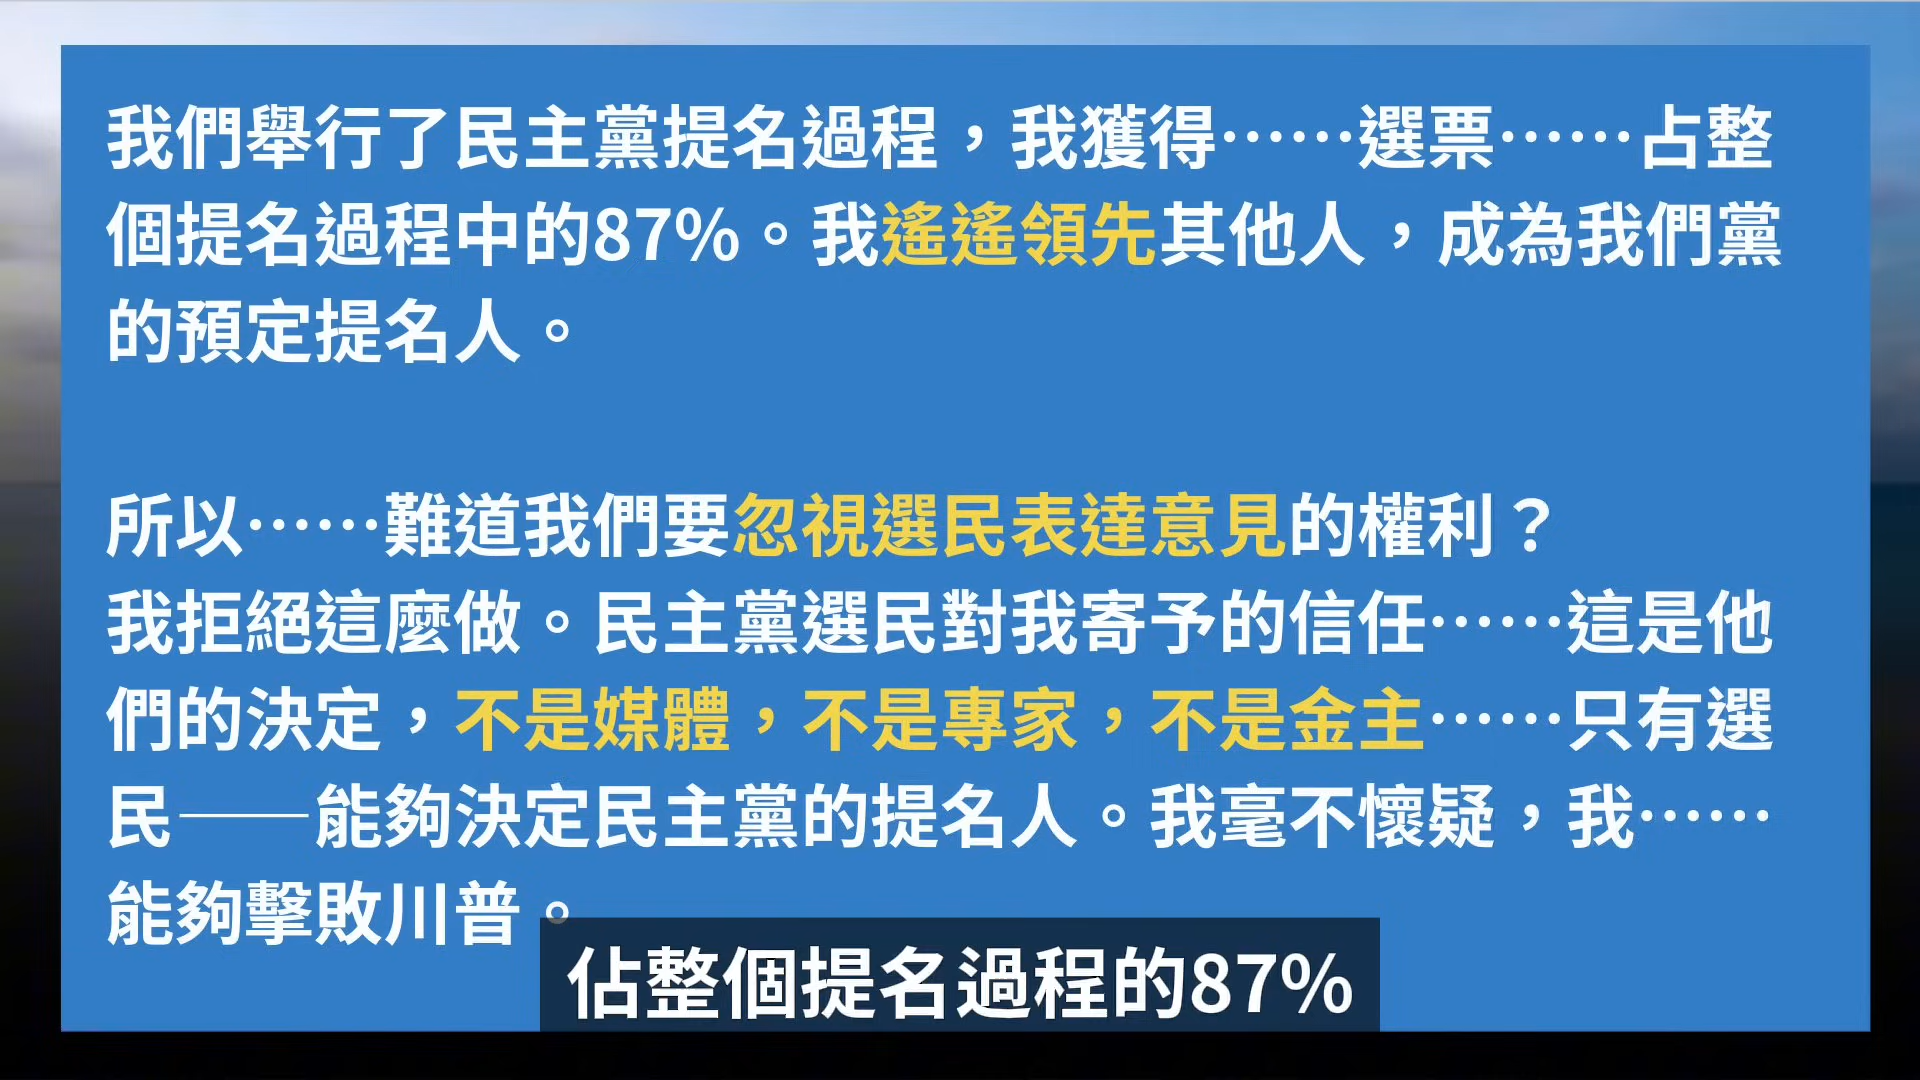 我們舉行了民主黨提名過程，我獲得⋯⋯選票⋯⋯占整
個提名過程中的87%。我遙遙領先其他人，成為我們黨
的預定提名人。
所以⋯⋯難道我們要忽視選民表達意見的權利？
我拒絕這麼做。民主黨選民對我寄予的信任⋯⋯這是他
們的決定，不是媒體，不是專家，不是金主⋯⋯只有選
民——能夠決定民主黨的提名人。我毫不懷疑，我⋯⋯
能夠擊敗川普。
佔整個提名過程的87%